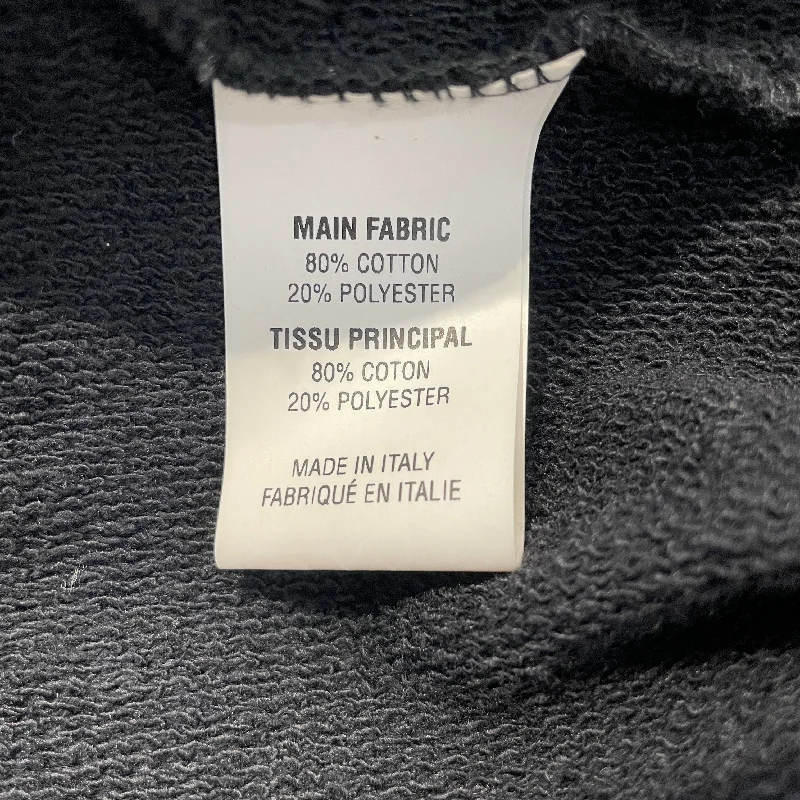 MAIN FABRIC
80% COTTON
20% POLYESTER
TISSU PRINCIPAL
80% COTON
20% POLYESTER
MADE IN ITALY
FABRIQUÉ EN ITALIE